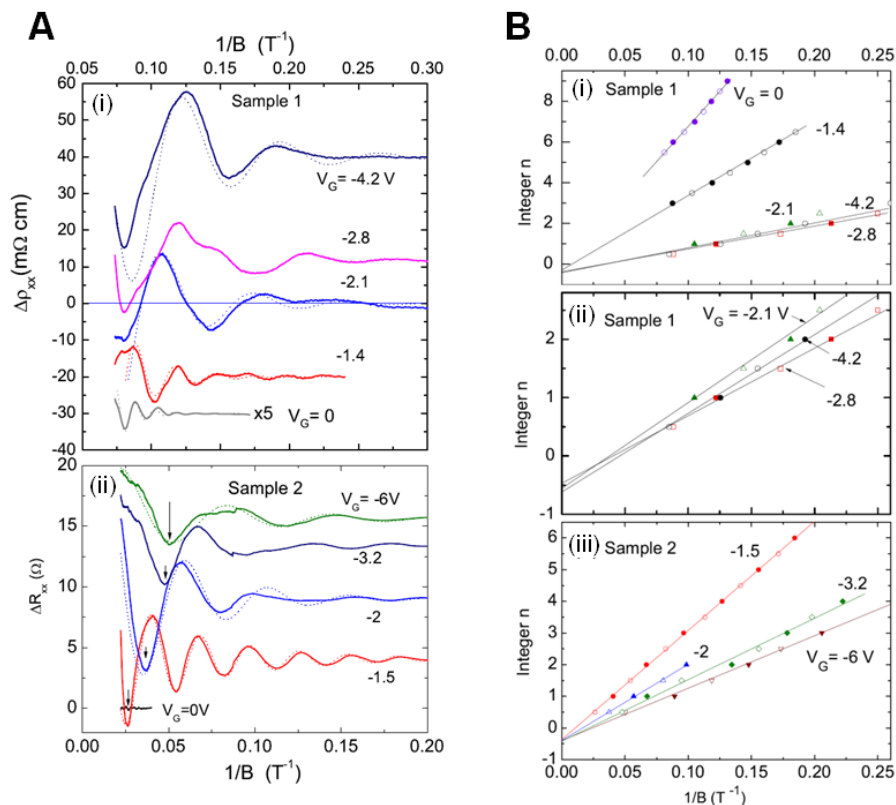 A
B
1/B (T⁻¹)
0.05 0.10 0.15 0.20 0.25 0.30
(i)
Sample 1
60
50
40
30
20
10
0
-10
-20
-30
-40
Δρxx (mΩ cm)
V_G = -4.2 V
-2.8
-2.1
-1.4
x5 V_G = 0
(ii)
Sample 2
20
15
10
5
0
ΔRxx (Ω)
V_G = -6V
-3.2
-2
-1.5
V_G=0V
0.00 0.05 0.10 0.15 0.20
1/B (T⁻¹)
0.00 0.05 0.10 0.15 0.20 0.25
(i) Sample 1
8
6
4
2
0
Integer n
V_G = 0
-1.4
-2.1
-4.2
-2.8
(ii) Sample 1
2
1
0
-1
Integer n
V_G = -2.1 V
-4.2
-2.8
(iii) Sample 2
6
5
4
3
2
1
0
-1
Integer n
-1.5
-3.2
-2
V_G = -6 V
0.00 0.05 0.10 0.15 0.20 0.25
1/B (T⁻¹)